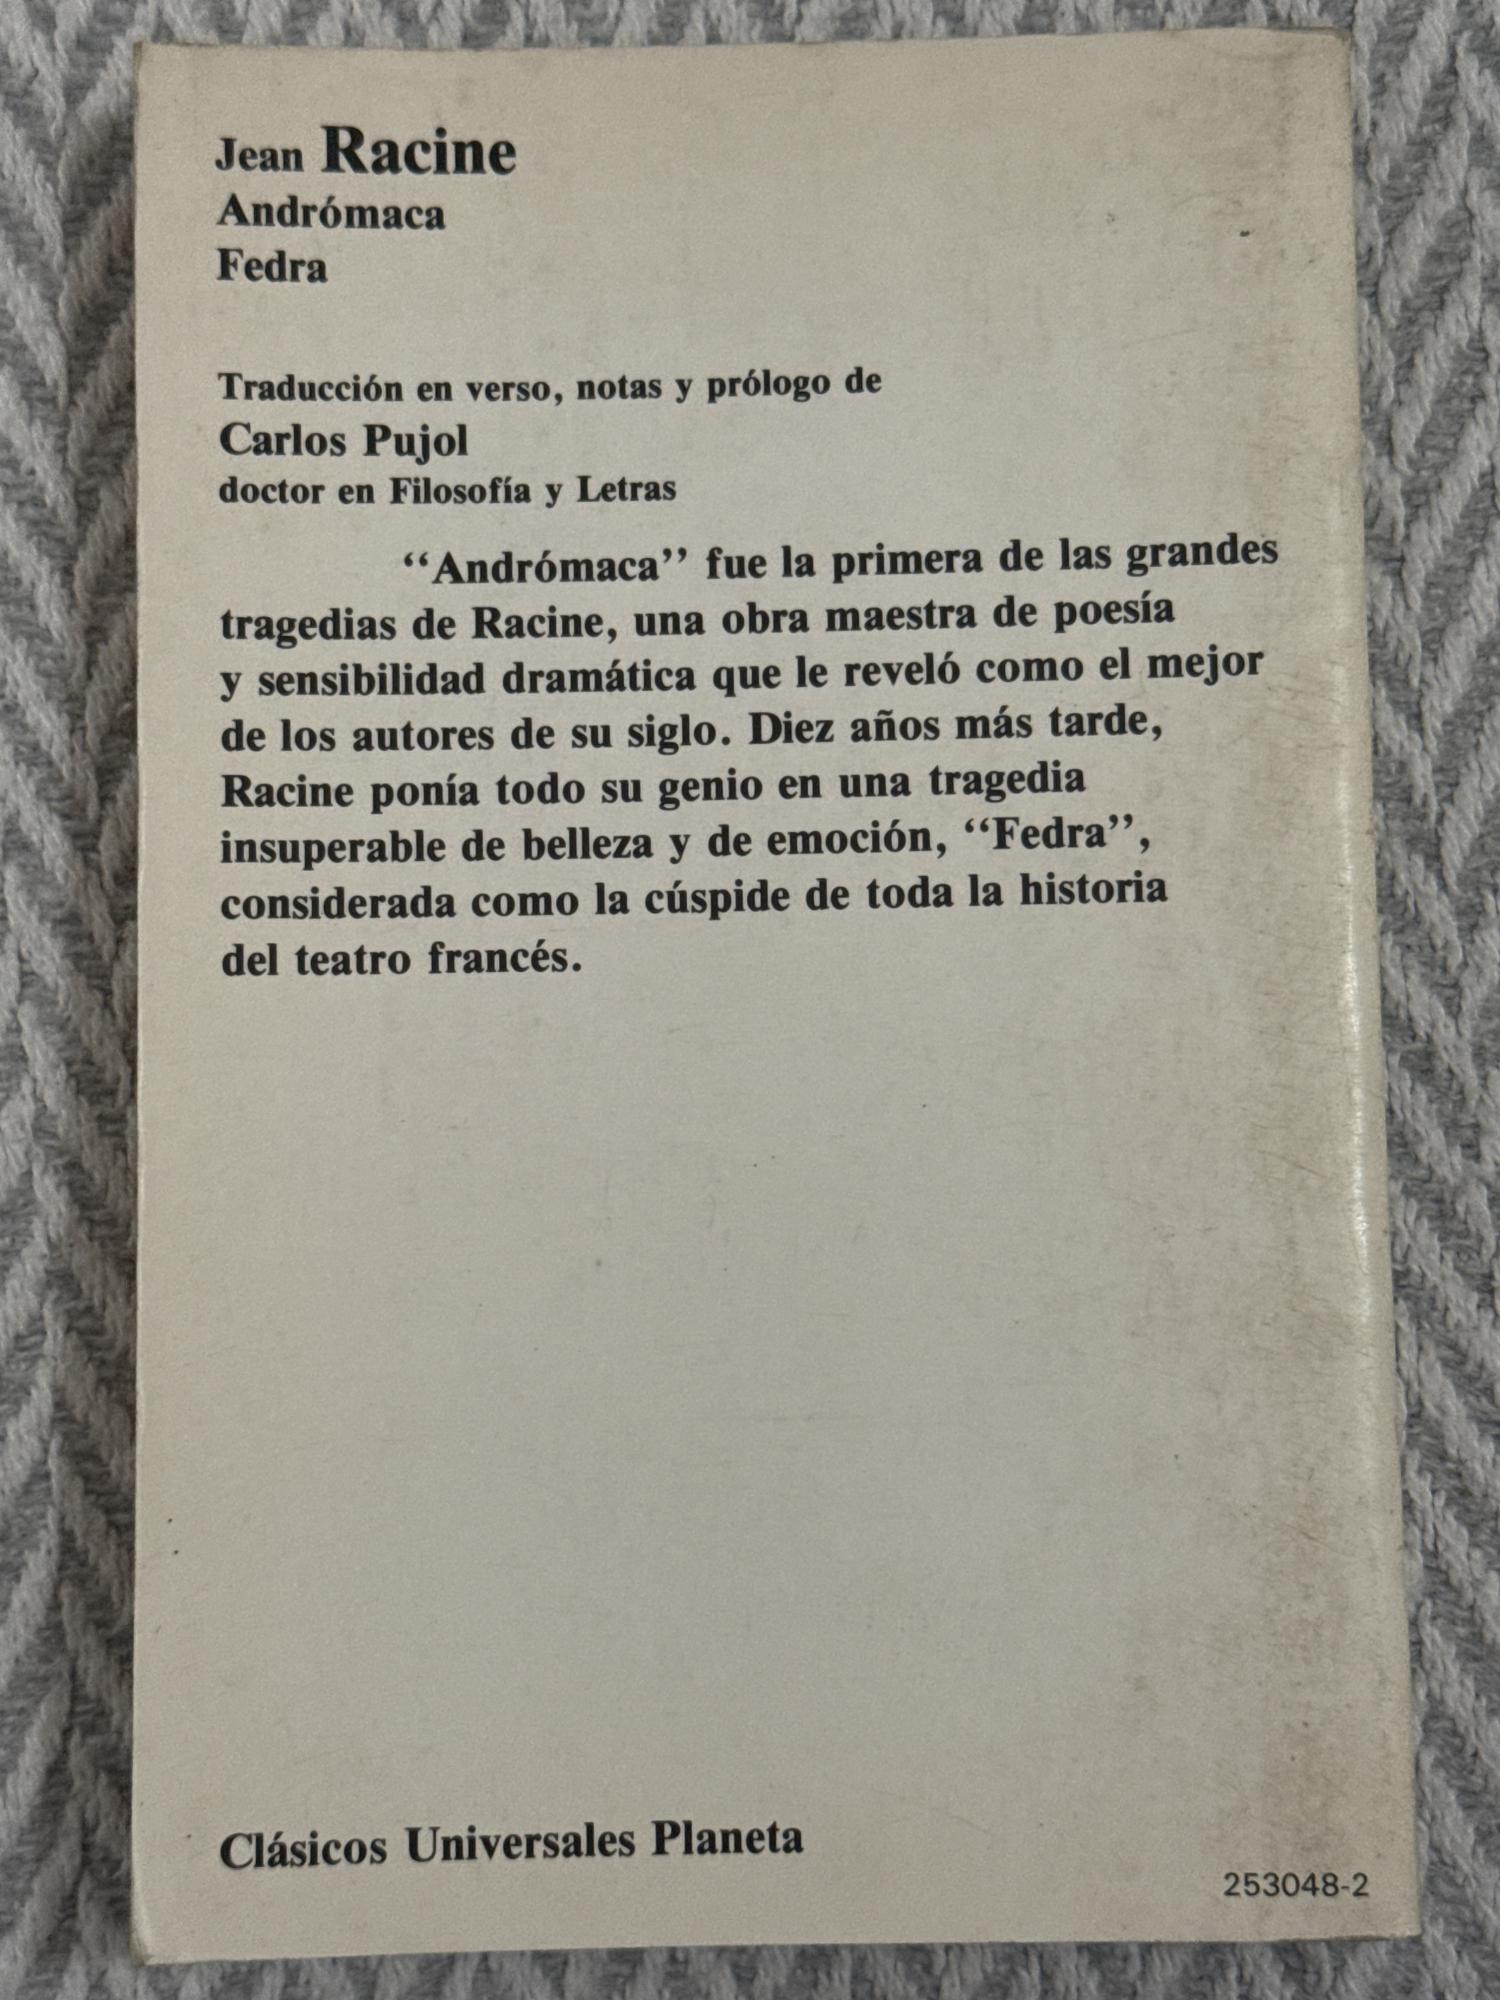 Jean Racine
Andrómaca
Fedra
Traducción en verso, notas y prólogo de
Carlos Pujol
doctor en Filosofía y Letras
‘‘Andrómaca’’ fue la primera de las grandes
tragedias de Racine, una obra maestra de poesía
y sensibilidad dramática que le reveló como el mejor
de los autores de su siglo. Diez años más tarde,
Racine ponía todo su genio en una tragedia
insuperable de belleza y de emoción, ‘‘Fedra’’,
considerada como la cúspide de toda la historia
del teatro francés.
Clásicos Universales Planeta
253048-2